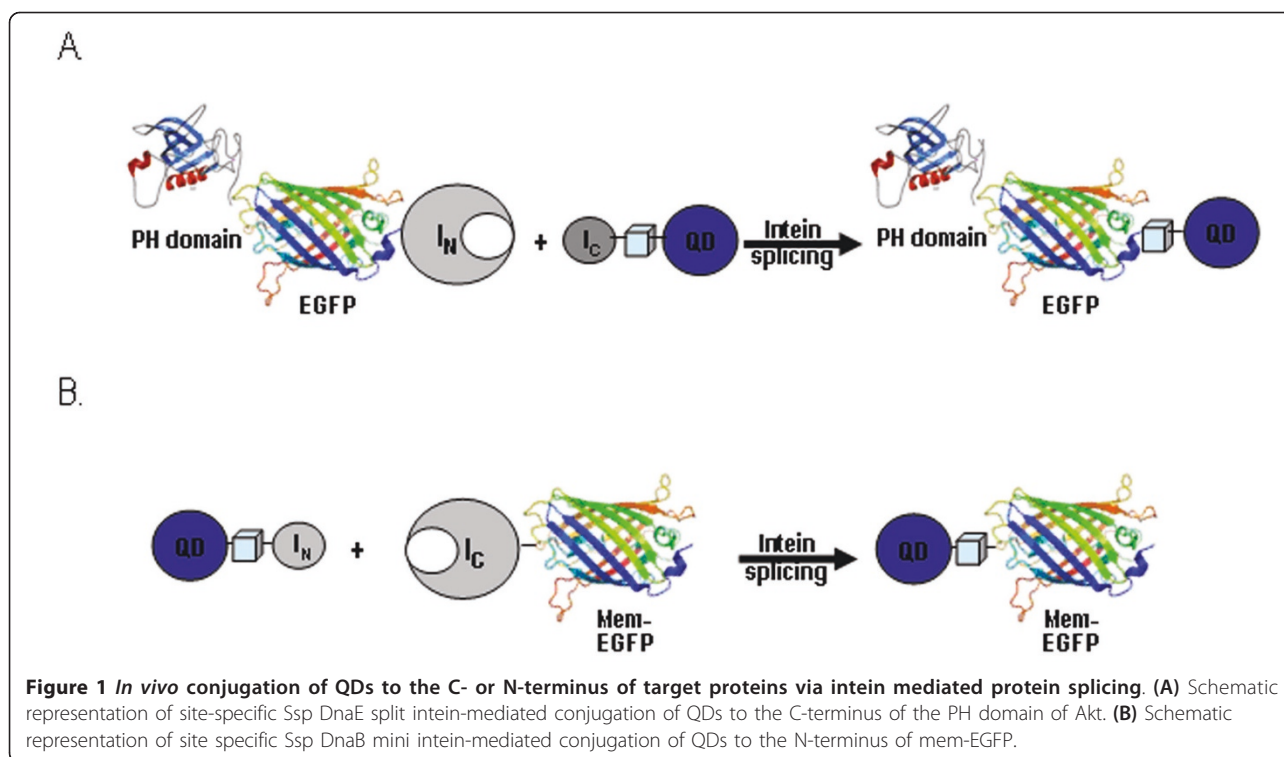 A.
PH domain
EGFP
I_N
+
I_C
QD
Intein
splicing
PH domain
EGFP
QD
B.
QD
I_N
+
I_C
Mem-
EGFP
Intein
splicing
QD
Mem-
EGFP
Figure 1 In vivo conjugation of QDs to the C- or N-terminus of target proteins via intein mediated protein splicing. (A) Schematic
representation of site-specific Ssp DnaE split intein-mediated conjugation of QDs to the C-terminus of the PH domain of Akt. (B) Schematic
representation of site specific Ssp DnaB mini intein-mediated conjugation of QDs to the N-terminus of mem-EGFP.